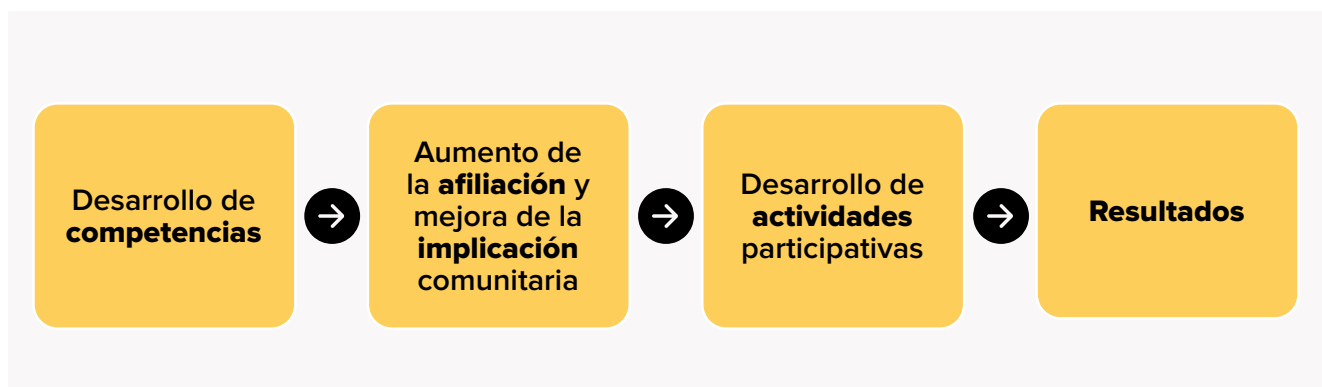 Desarrollo de
competencias
Aumento de
la afiliación y
mejora de la
implicación
comunitaria
Desarrollo de
actividades
participativas
Resultados